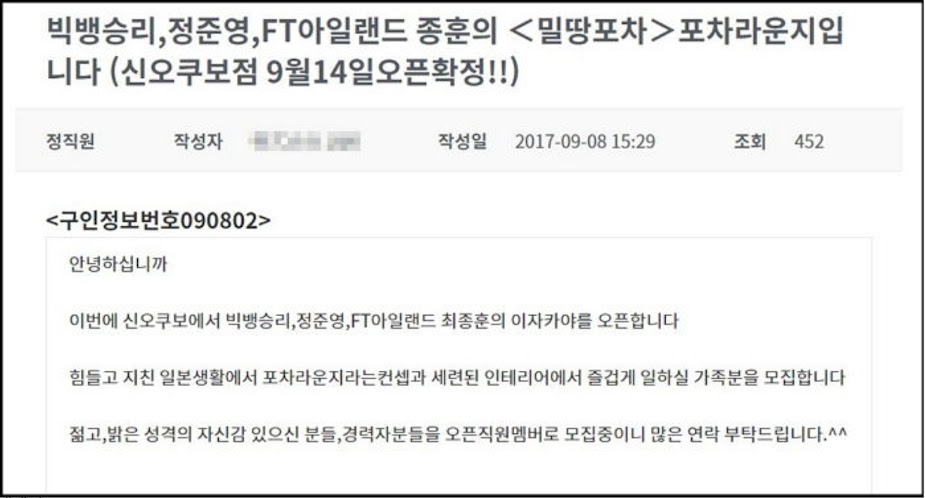 빅뱅승리,정준영,FT아일랜드 종훈의 <밀땅포차>포차라운지입
니다 (신오쿠보점 9월14일오픈확정!!)
정직원 작성자 작성일 2017-09-08 15:29 조회 452
<구인정보번호090802>
안녕하십니까
이번에 신오쿠보에서 빅뱅승리,정준영,FT아일랜드 최종훈의 이자카야를 오픈합니다
힘들고 지친 일본생활에서 포차라운지라는컨셉과 세련된 인테리어에서 즐겁게 일하실 가족분을 모집합니다
젊고,밝은 성격의 자신감 있으신 분들,경력자분들을 오픈직원멤버로 모집중이니 많은 연락 부탁드립니다.^^